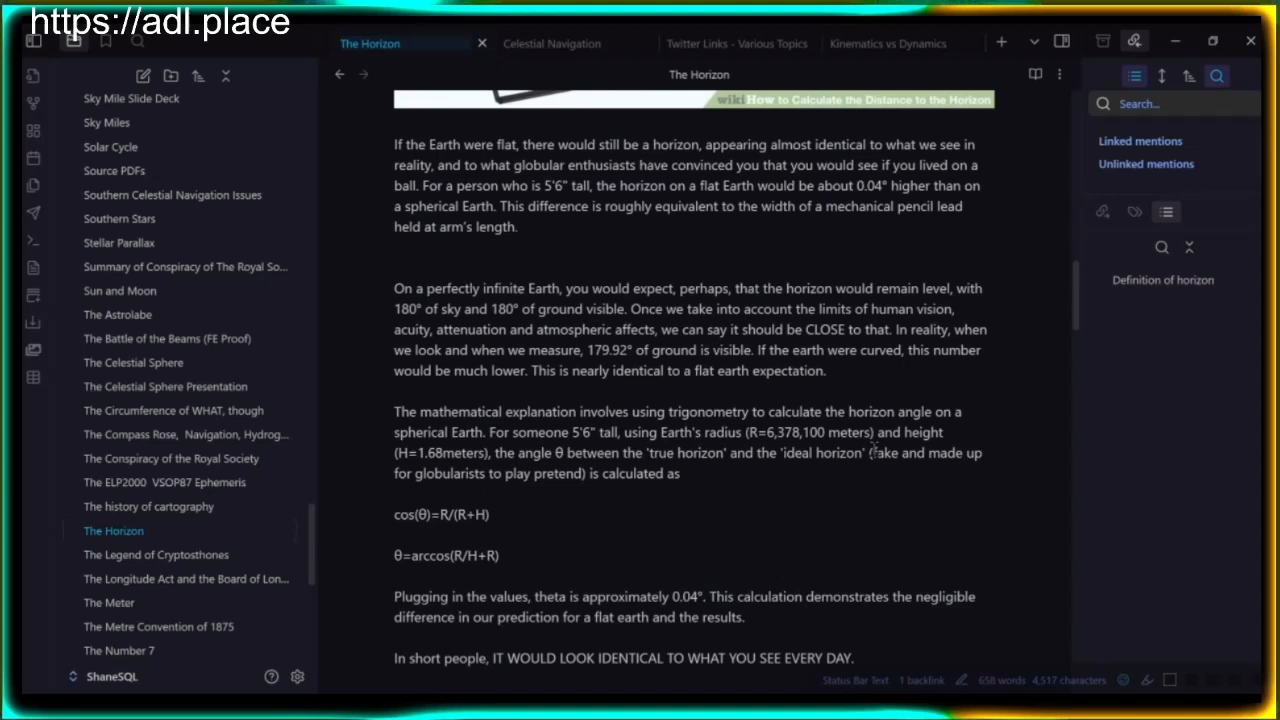 https://adl.place
The Horizon
Celestial Navigation
Twitter Links - Various Topics
Kinematics vs Dynamics
The Horizon
Sky Mile Slide Deck
Sky Miles
Solar Cycle
Source PDFs
Southern Celestial Navigation Issues
Southern Stars
Stellar Parallax
Summary of Conspiracy of The Royal So...
Sun and Moon
The Astrolabe
The Battle of the Beams (FE Proof)
The Celestial Sphere
The Celestial Sphere Presentation
The Circumference of WHAT, though
The Compass Rose, Navigation, Hydrog...
The Conspiracy of the Royal Society
The ELP2000 VSOP87 Ephemeris
The history of cartography
The Horizon
The Legend of Cryptosthones
The Longitude Act and the Board of Lon...
The Meter
The Metre Convention of 1875
The Number 7
ShaneSQL
wikiHow to Calculate the Distance to the Horizon
If the Earth were flat, there would still be a horizon, appearing almost identical to what we see in
reality, and to what globular enthusiasts have convinced you that you would see if you lived on a
ball. For a person who is 5'6" tall, the horizon on a flat Earth would be about 0.04° higher than on
a spherical Earth. This difference is roughly equivalent to the width of a mechanical pencil lead
held at arm's length.
On a perfectly infinite Earth, you would expect, perhaps, that the horizon would remain level, with
180° of sky and 180° of ground visible. Once we take into account the limits of human vision,
acuity, attenuation and atmospheric affects, we can say it should be CLOSE to that. In reality, when
we look and when we measure, 179.92° of ground is visible. If the earth were curved, this number
would be much lower. This is nearly identical to a flat earth expectation.
The mathematical explanation involves using trigonometry to calculate the horizon angle on a
spherical Earth. For someone 5'6" tall, using Earth's radius (R=6,378,100 meters) and height
(H=1.68meters), the angle θ between the 'true horizon' and the 'ideal horizon' (fake and made up
for globularists to play pretend) is calculated as
cos(θ)=R/(R+H)
θ=arccos(R/H+R)
Plugging in the values, theta is approximately 0.04°. This calculation demonstrates the negligible
difference in our prediction for a flat earth and the results.
In short people, IT WOULD LOOK IDENTICAL TO WHAT YOU SEE EVERY DAY.
Status Bar Text
1 backlink
658 words
4,517 characters
Search...
Linked mentions
Unlinked mentions
Definition of horizon